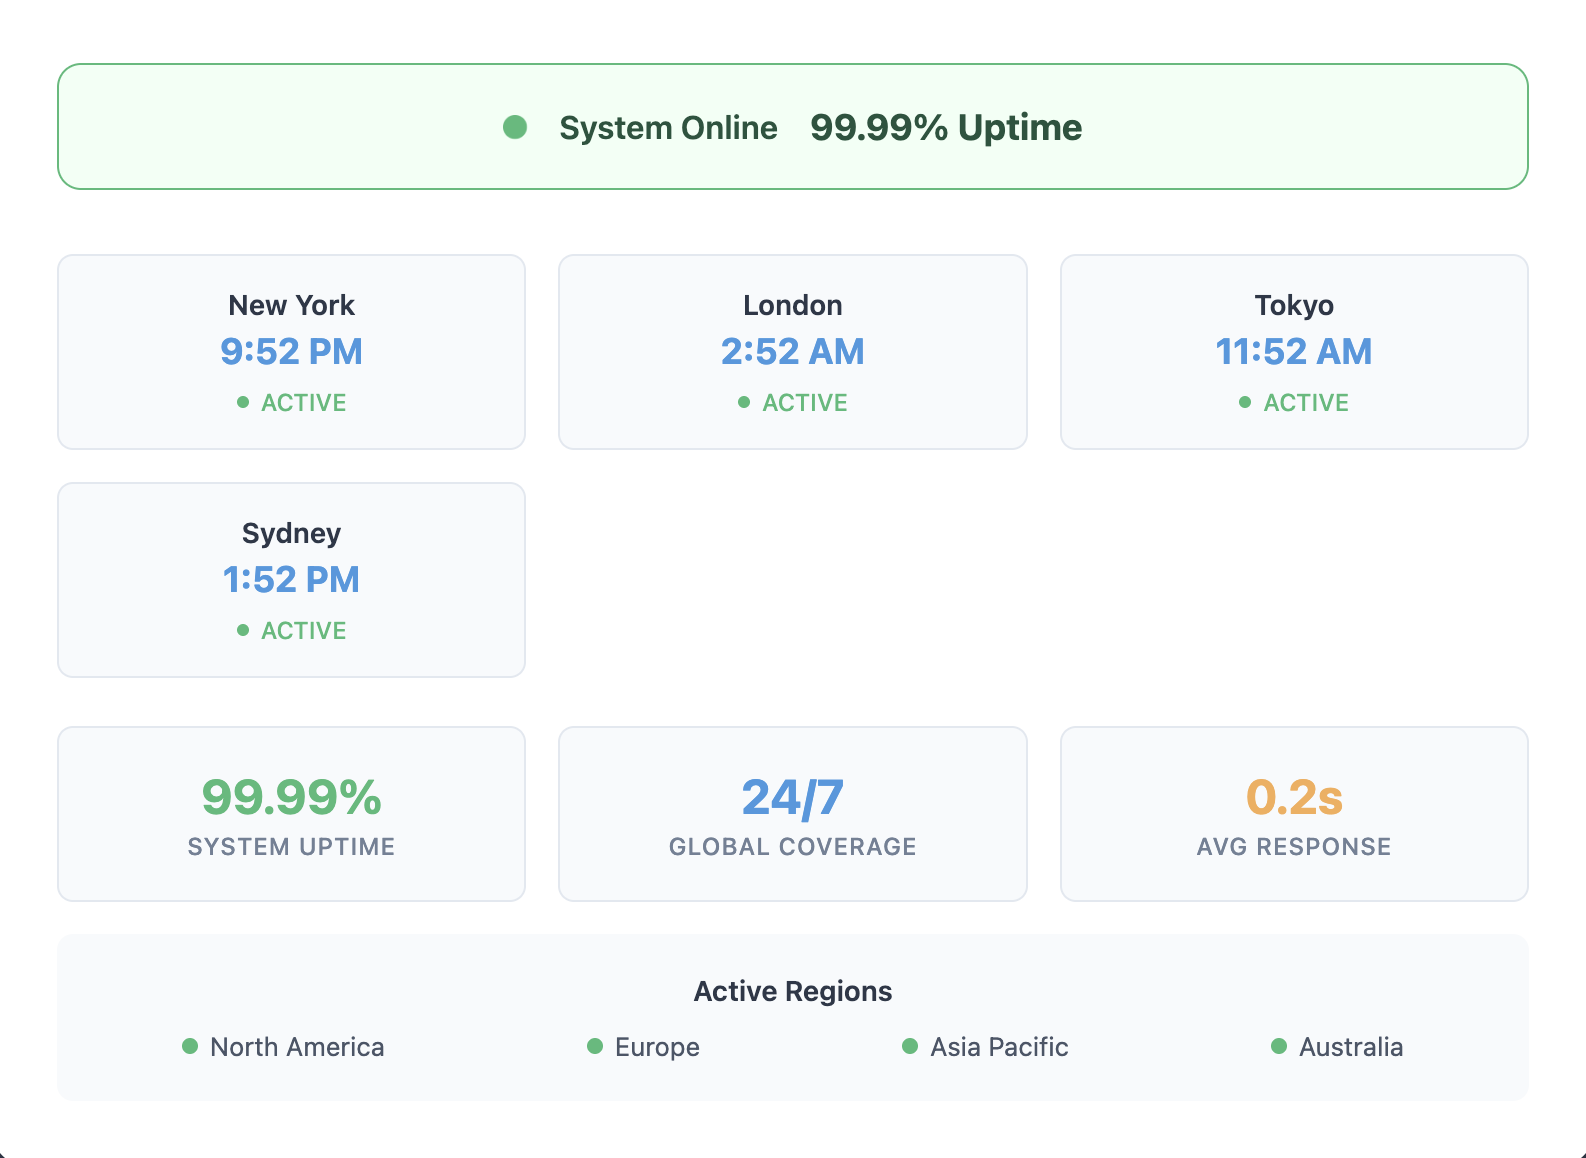 System Online 99.99% Uptime
New York
9:52 PM
ACTIVE
London
2:52 AM
ACTIVE
Tokyo
11:52 AM
ACTIVE
Sydney
1:52 PM
ACTIVE
99.99%
SYSTEM UPTIME
24/7
GLOBAL COVERAGE
0.2s
AVG RESPONSE
Active Regions
North America
Europe
Asia Pacific
Australia